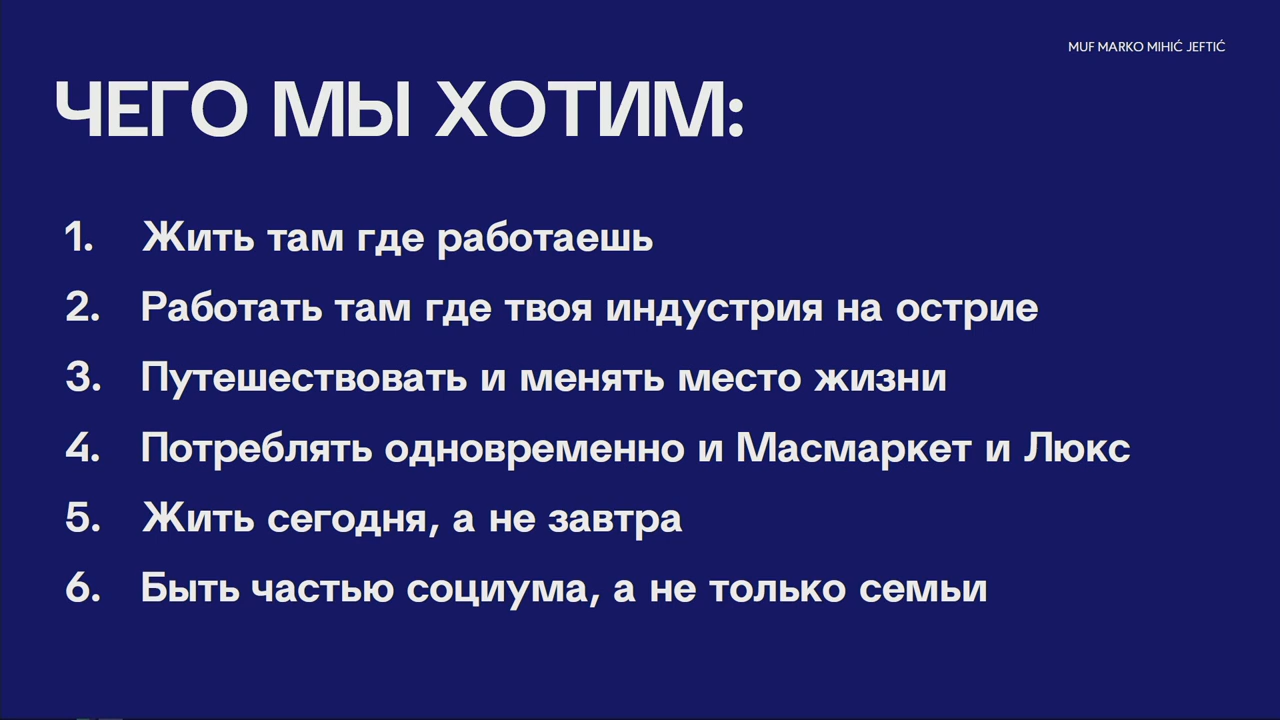 MUF MARKO MIHIĆ JEFTIĆ
ЧЕГО МЫ ХОТИМ:
1. Жить там где работаешь
2. Работать там где твоя индустрия на острие
3. Путешествовать и менять место жизни
4. Потреблять одновременно и Масмаркет и Люкс
5. Жить сегодня, а не завтра
6. Быть частью социума, а не только семьи